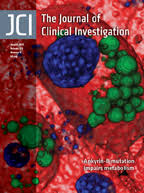 JCI
The Journal of
Clinical Investigation
Ankyrin-B mutation
impairs metabolism